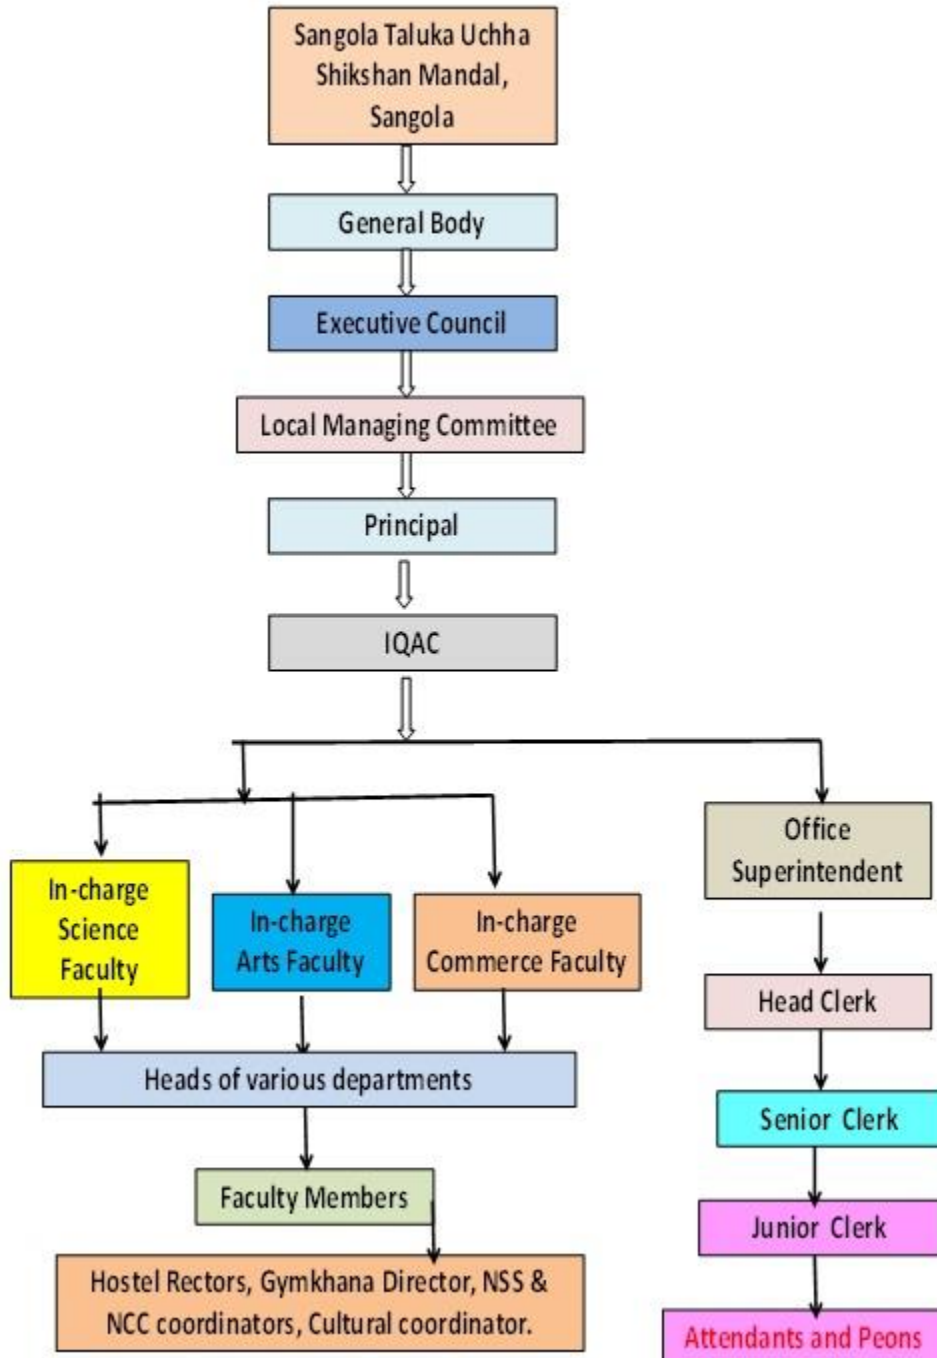 Sangola Taluka Uchha
Shikshan Mandal,
Sangola
General Body
Executive Council
Local Managing Committee
Principal
IQAC
In-charge
Science
Faculty
In-charge
Arts Faculty
In-charge
Commerce Faculty
Heads of various departments
Faculty Members
Hostel Rectors, Gymkhana Director, NSS &
NCC coordinators, Cultural coordinator.
Office
Superintendent
Head Clerk
Senior Clerk
Junior Clerk
Attendants and Peons